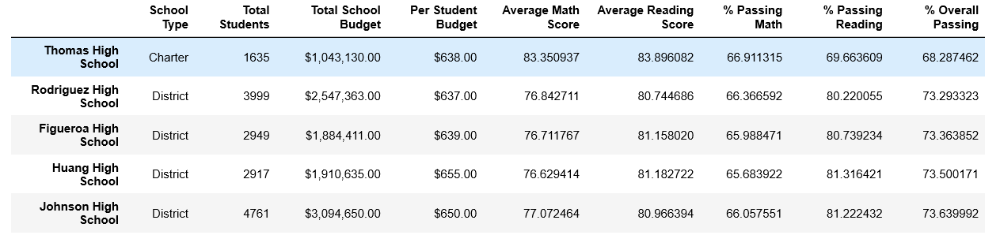 School Type Total Students Total School Budget Per Student Budget Average Math Score Average Reading Score % Passing Math % Passing Reading % Overall Passing
Thomas High School Charter 1635 $1,043,130.00 $638.00 83.350937 83.896082 66.911315 69.663609 68.287462
Rodriguez High School District 3999 $2,547,363.00 $637.00 76.842711 80.744686 66.366592 80.220055 73.293323
Figueroa High School District 2949 $1,884,411.00 $639.00 76.711767 81.158020 65.988471 80.739234 73.363852
Huang High School District 2917 $1,910,635.00 $655.00 76.629414 81.182722 65.683922 81.316421 73.500171
Johnson High School District 4761 $3,094,650.00 $650.00 77.072464 80.966394 66.057551 81.222432 73.639992